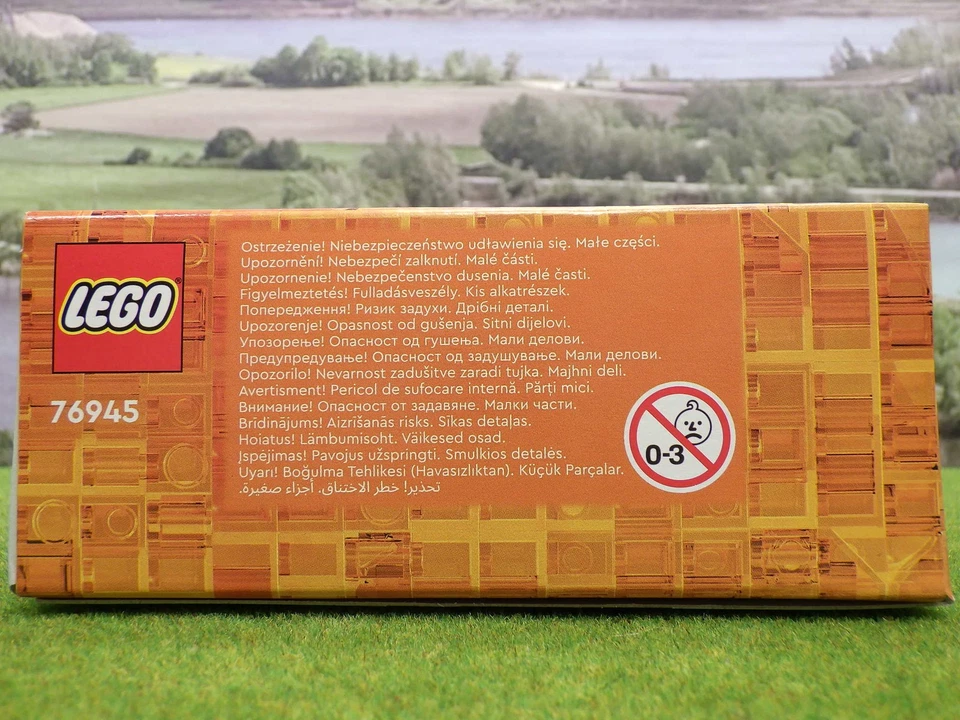 LEGO®
76945
Ostrzeżenie! Niebezpieczeństwo udławienia się. Małe części.
Upozornění! Nebezpečí zalknutí. Malé části.
Upozornenie! Nebezpečenstvo dusenia. Malé časti.
Figyelmeztetés! Fulladásveszély. Kis alkatrészek.
Попередження! Ризик задухи. Дрібні деталі.
Upozorenje! Opasnost od gušenja. Sitni dijelovi.
Упозорење! Опасност од гушења. Мали делови.
Предупредување! Опасност од задушување. Мали делови.
Opozorilo! Nevarnost zadušitve zaradi tujka. Majhni deli.
Avertisment! Pericol de sufocare internă. Părți mici.
Внимание! Опасност от задавяне. Малки части.
Brīdinājums! Aizrīšanās risks. Sīkas detaļas.
Hoiatus! Lämbumisoht. Väikesed osad.
Įspėjimas! Pavojus užspringti. Smulkios detalės.
Uyarı! Boğulma Tehlikesi (Havasızlıktan). Küçük Parçalar.
تحذير! خطر الاختناق. أجزاء صغيرة.
0-3